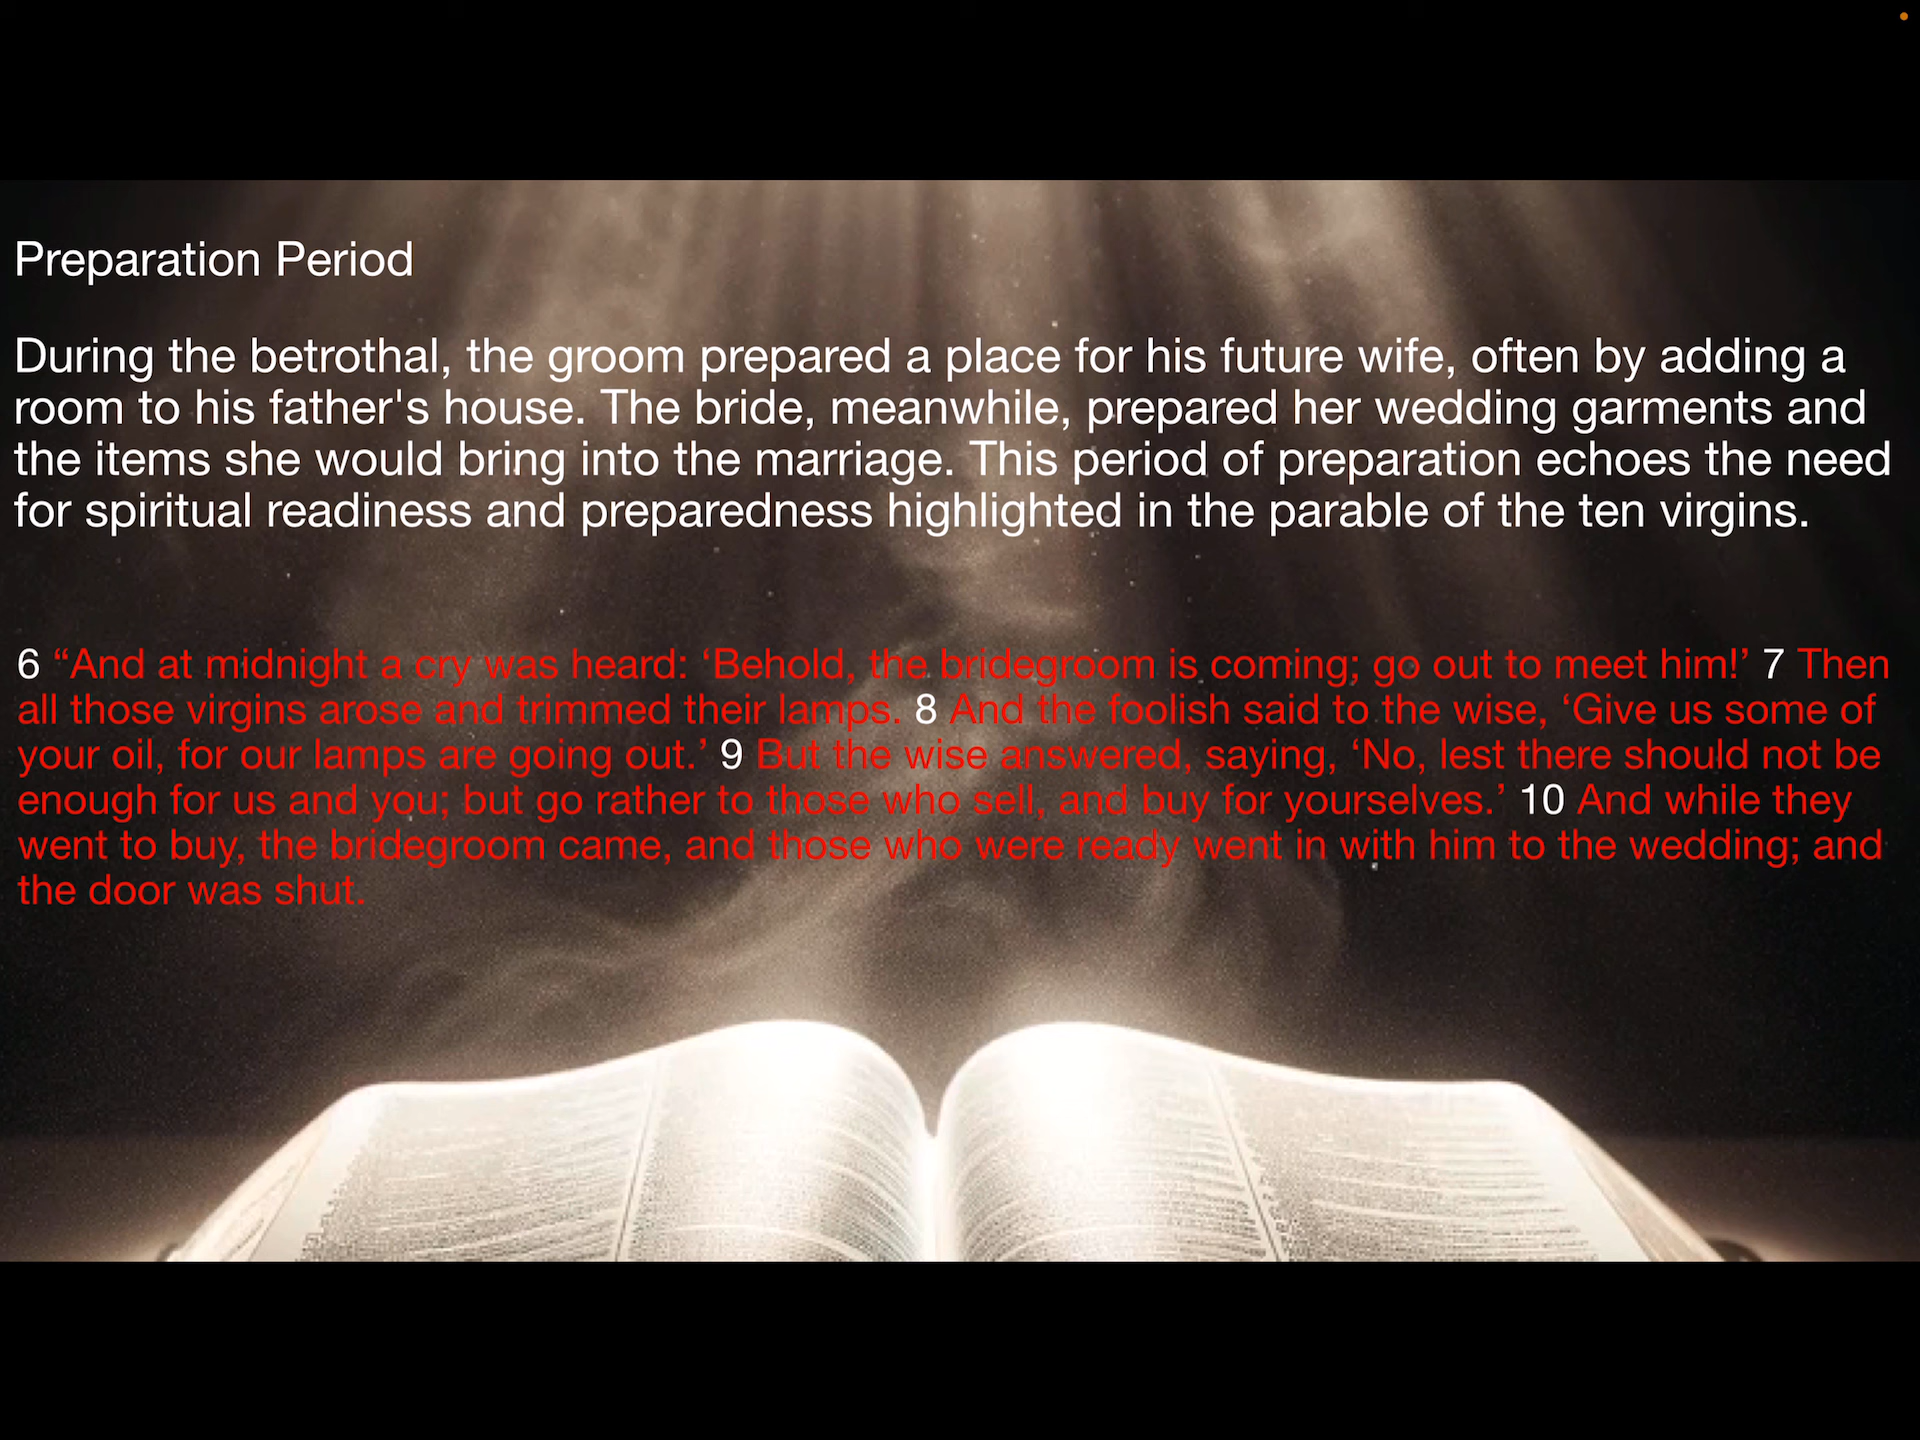 Preparation Period
During the betrothal, the groom prepared a place for his future wife, often by adding a
room to his father's house. The bride, meanwhile, prepared her wedding garments and
the items she would bring into the marriage. This period of preparation echoes the need
for spiritual readiness and preparedness highlighted in the parable of the ten virgins.
6 “And at midnight a cry was heard: ‘Behold, the bridegroom is coming; go out to meet him!’ 7 Then
all those virgins arose and trimmed their lamps. 8 And the foolish said to the wise, ‘Give us some of
your oil, for our lamps are going out.’ 9 But the wise answered, saying, ‘No, lest there should not be
enough for us and you; but go rather to those who sell, and buy for yourselves.’ 10 And while they
went to buy, the bridegroom came, and those who were ready went in with him to the wedding; and
the door was shut.